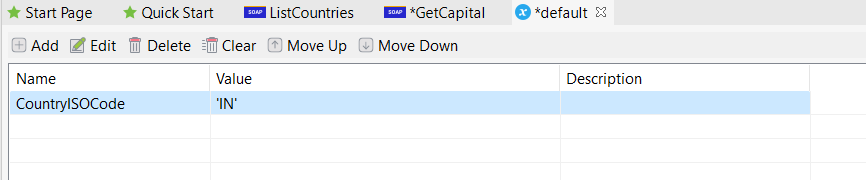 Start Page Quick Start SOAP ListCountries SOAP *GetCapital x *default
Add Edit Delete Clear Move Up Move Down
Name Value Description
CountryISOCode 'IN'